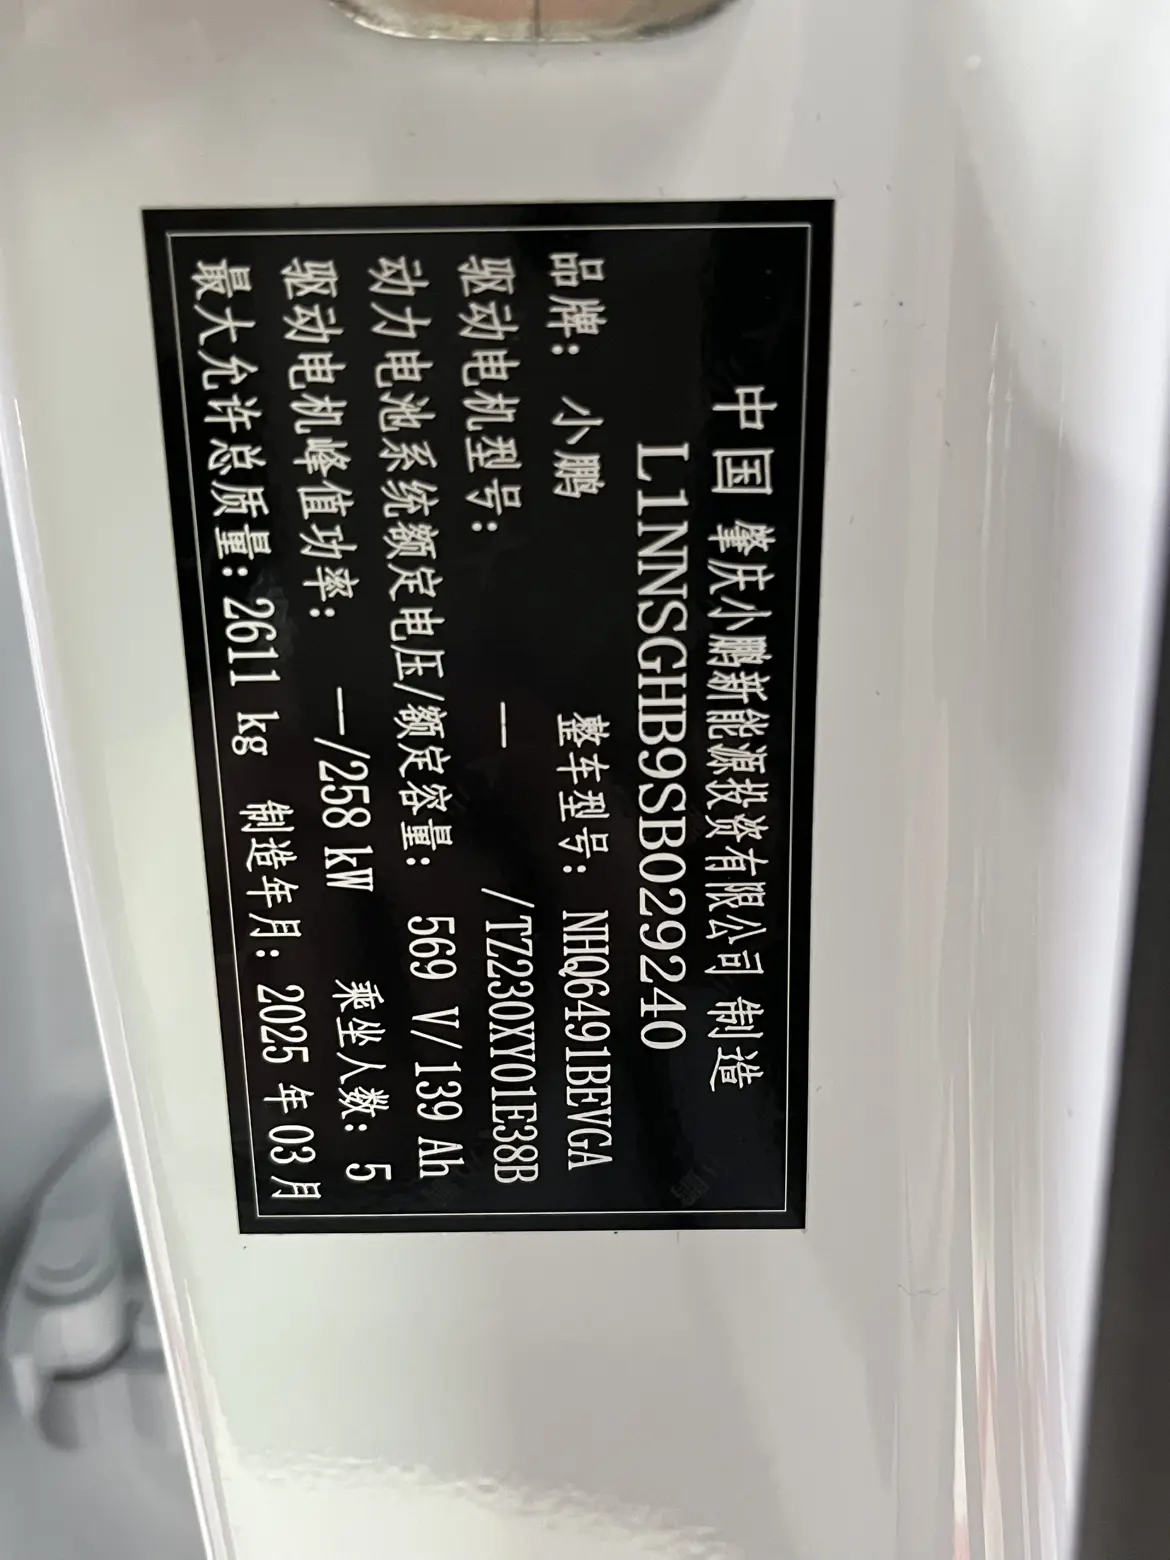 中国 肇庆小鹏新能源投资有限公司 制造
L1NNSGHB9SB029240
品牌：小鹏 整车型号：NHQ6491BEVGA
驱动电机型号： — /TZ230XY01E38B
动力电池系统额定电压/额定容量： 569 V/139 Ah
驱动电机峰值功率： —/258 kW 乘坐人数：5
最大允许总质量：2611 kg 制造年月：2025 年 03 月